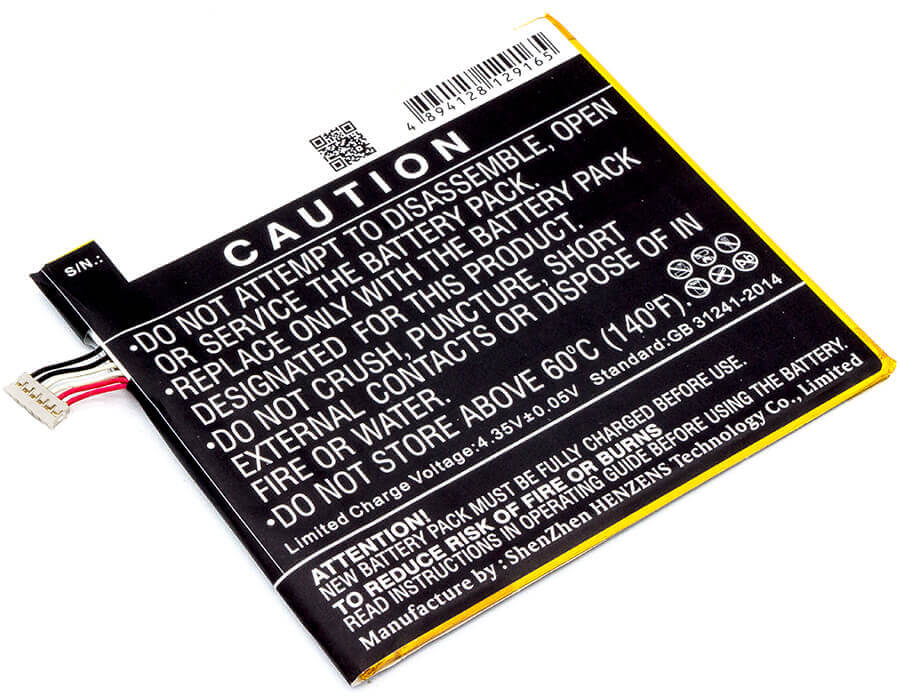 4 894128 129165
CAUTION
S/N.:
•DO NOT ATTEMPT TO DISASSEMBLE, OPEN
OR SERVICE THE BATTERY PACK.
•REPLACE ONLY WITH THE BATTERY PACK
DESIGNATED FOR THIS PRODUCT.
•DO NOT CRUSH, PUNCTURE, SHORT
EXTERNAL CONTACTS OR DISPOSE OF IN
FIRE OR WATER.
•DO NOT STORE ABOVE 60ºC (140ºF)
Limited Charge Voltage:4.35V±0.05V Standard:GB 31241-2014
ATTENTION!
NEW BATTERY PACK MUST BE FULLY CHARGED BEFORE USE.
TO REDUCE RISK OF FIRE OR BURNS
READ INSTRUCTIONS IN OPERATING GUIDE BEFORE USING THE BATTERY.
Manufacture by : ShenZhen HENZENS Technology Co., Limited